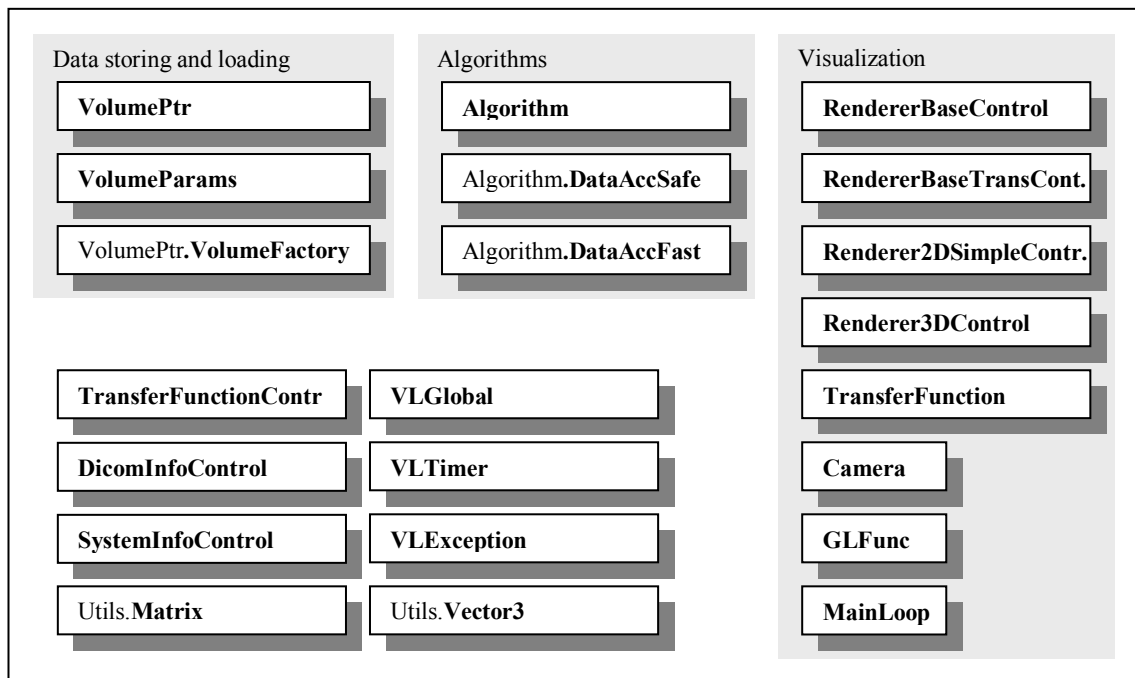 Data storing and loading
VolumePtr
VolumeParams
VolumePtr.VolumeFactory
Algorithms
Algorithm
Algorithm.DataAccSafe
Algorithm.DataAccFast
Visualization
RendererBaseControl
RendererBaseTransCont.
Renderer2DSimpleContr.
Renderer3DControl
TransferFunction
Camera
GLFunc
MainLoop
TransferFunctionContr
DicomInfoControl
SystemInfoControl
Utils.Matrix
VLGlobal
VLTimer
VLException
Utils.Vector3